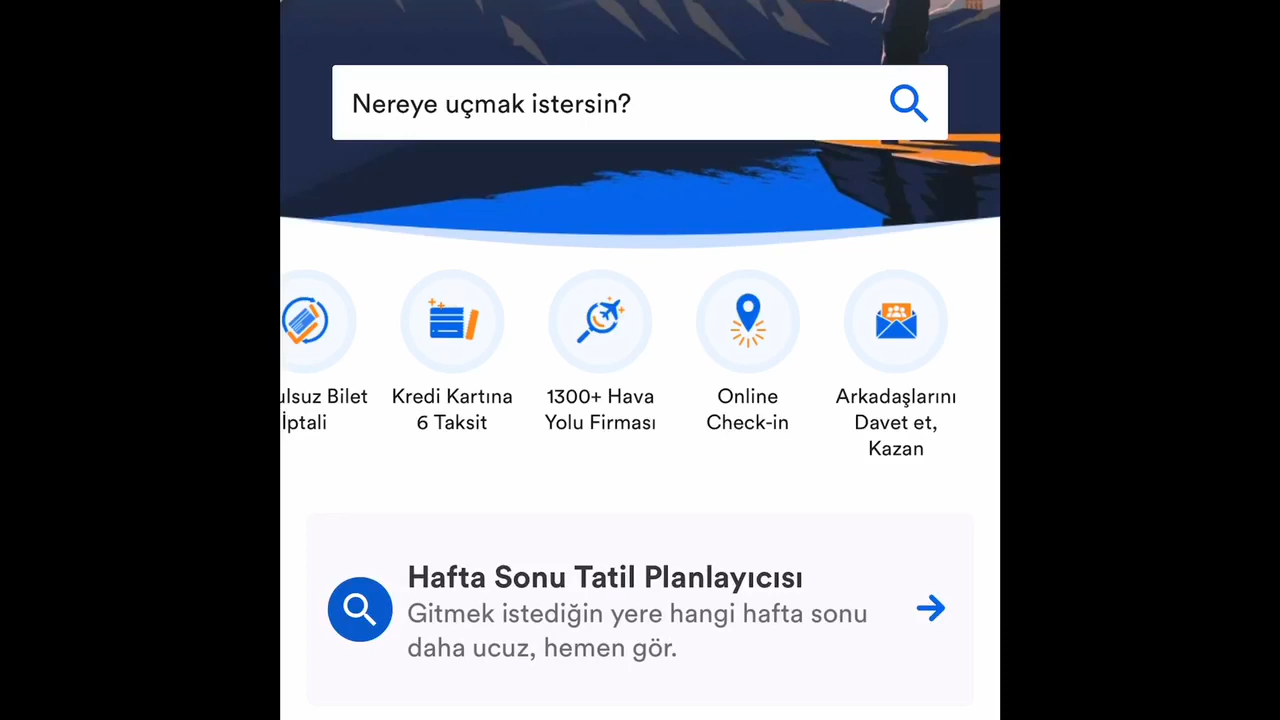 Nereye uçmak istersin?
ulsuz Bilet
İptali
Kredi Kartına
6 Taksit
1300+ Hava
Yolu Firması
Online
Check-in
Arkadaşlarını
Davet et,
Kazan
Hafta Sonu Tatil Planlayıcısı
Gitmek istediğin yere hangi hafta sonu
daha ucuz, hemen gör.